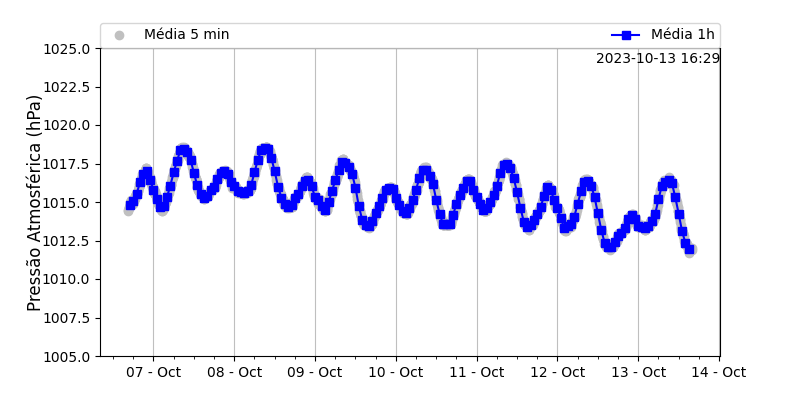 Média 5 min
Média 1h
2023-10-13 16:29
Pressão Atmosférica (hPa)
1025.0
1022.5
1020.0
1017.5
1015.0
1012.5
1010.0
1007.5
1005.0
07 - Oct
08 - Oct
09 - Oct
10 - Oct
11 - Oct
12 - Oct
13 - Oct
14 - Oct